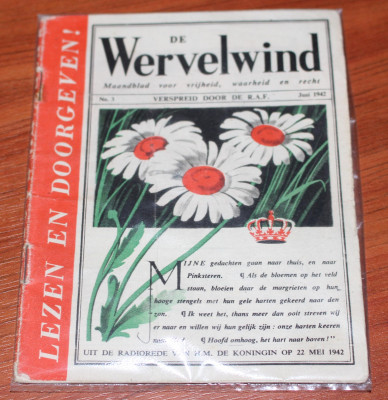 LEZEN EN DOORGEVEN!
DE
Wervelwind
Maandblad voor vrijheid, waarheid en recht
No. 3 VERSPREID DOOR DE R.A.F. Juni 1942
MIJNE gedachten gaan naar thuis, en naar
Pinksteren. ¶ Als de bloemen op het veld
staan, bloeien daar de margrieten op hun
hooge stengels met hun gele harten gekeerd naar den
zon. ¶ Ik weet het, thans meer dan ooit streven wij
er naar en willen wij hun gelijk zijn: onze harten keeren
¶ Hoofd omhoog, het hart naar boven!"
UIT DE RADIOREDE VAN H.M. DE KONINGIN OP 22 MEI 1942